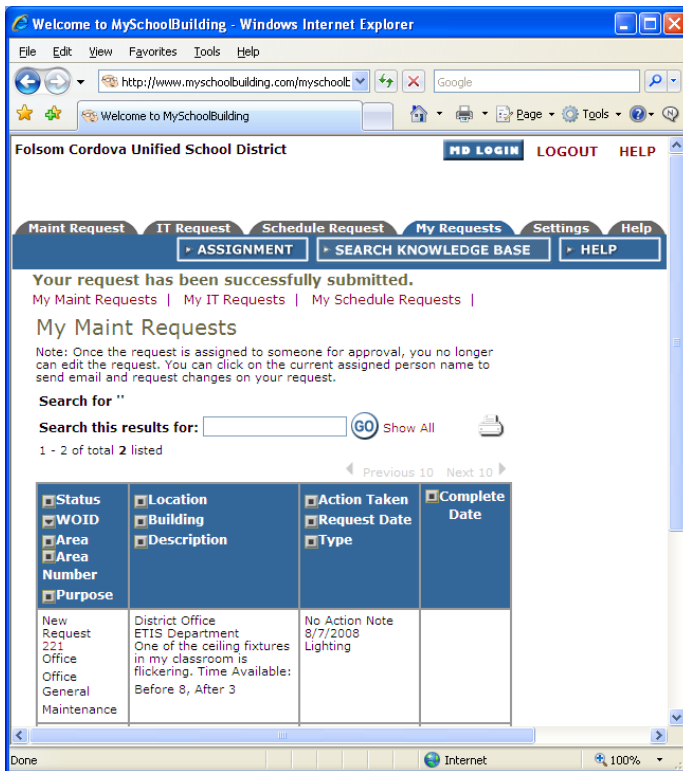 Welcome to MySchoolBuilding - Windows Internet Explorer
File Edit View Favorites Tools Help
http://www.myschoolbuilding.com/myschoolb Google
Welcome to MySchoolBuilding Page Tools
Folsom Cordova Unified School District MD LOGIN LOGOUT HELP
Maint Request IT Request Schedule Request My Requests Settings Help
ASSIGNMENT SEARCH KNOWLEDGE BASE HELP
Your request has been successfully submitted.
My Maint Requests | My IT Requests | My Schedule Requests |
My Maint Requests
Note: Once the request is assigned to someone for approval, you no longer
can edit the request. You can click on the current assigned person name to
send email and request changes on your request.
Search for ''
Search this results for: GO Show All
1 - 2 of total 2 listed
Previous 10 Next 10
Status
WOID
Area
Area
Number
Purpose
Location
Building
Description
Action Taken
Request Date
Type
Complete
Date
New
Request
221
Office
Office
General
Maintenance
District Office
ETIS Department
One of the ceiling fixtures
in my classroom is
flickering. Time Available:
Before 8, After 3
No Action Note
8/7/2008
Lighting
Done Internet 100%